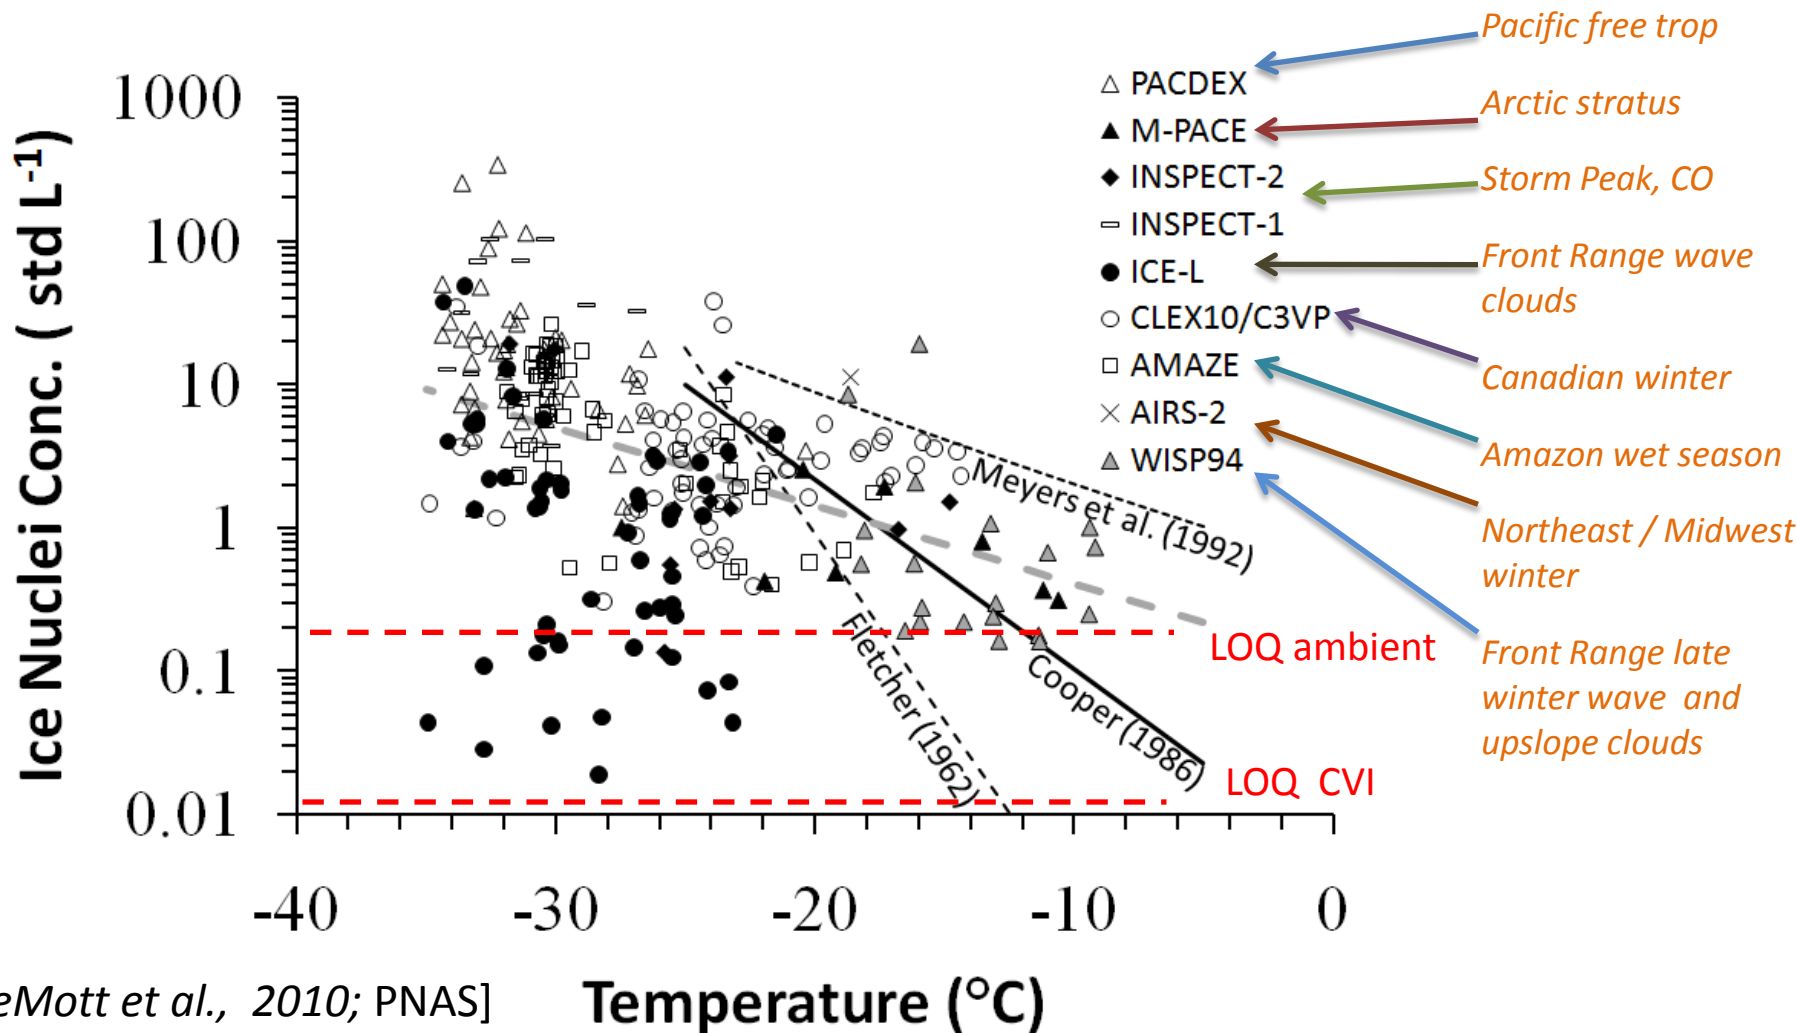 Pacific free trop
PACDEX
Arctic stratus
M-PACE
Storm Peak, CO
INSPECT-2
INSPECT-1
Front Range wave
clouds
ICE-L
CLEX10/C3VP
Canadian winter
AMAZE
AIRS-2
Amazon wet season
WISP94
Northeast / Midwest
winter
Front Range late
winter wave and
upslope clouds
Ice Nuclei Conc. ( std L-1)
1000
100
10
1
0.1
0.01
Meyers et al. (1992)
Fletcher (1962)
Cooper (1986)
LOQ ambient
LOQ CVI
-40 -30 -20 -10 0
Temperature (°C)
eMott et al., 2010; PNAS]